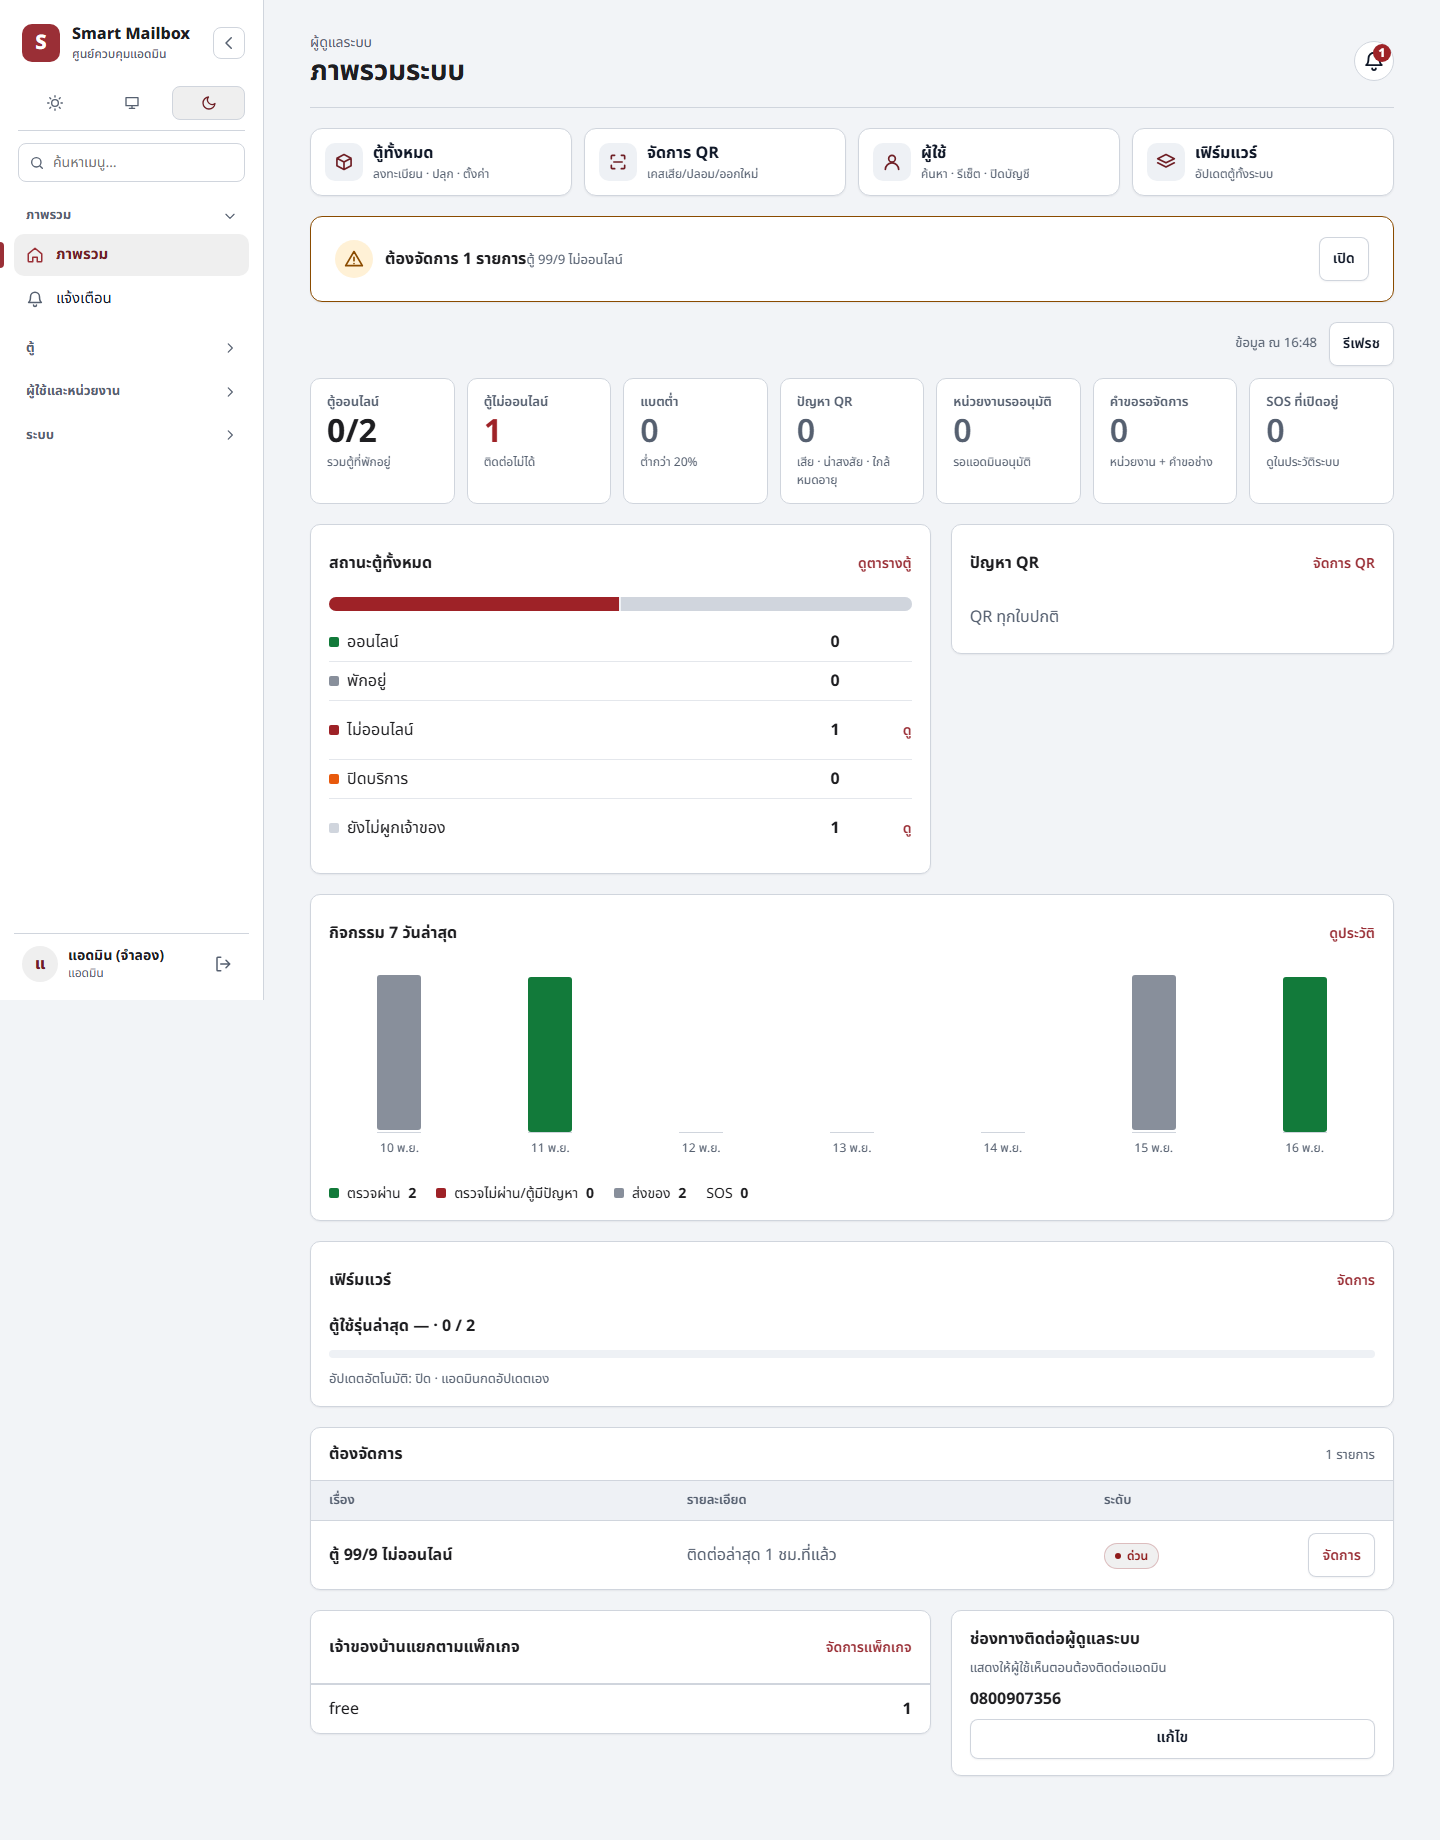 S
Smart Mailbox
ศูนย์ควบคุมแอดมิน
ค้นหาเมนู...
ภาพรวม
ภาพรวม
แจ้งเตือน
ตู้
ผู้ใช้และหน่วยงาน
ระบบ
แ
แอดมิน (จำลอง)
แอดมิน
ผู้ดูแลระบบ
ภาพรวมระบบ
1
ตู้ทั้งหมด
ลงทะเบียน · ปลุก · ตั้งค่า
จัดการ QR
เคสเสีย/ปลอม/ออกใหม่
ผู้ใช้
ค้นหา · รีเซ็ต · ปิดบัญชี
เฟิร์มแวร์
อัปเดตตู้ทั้งระบบ
ต้องจัดการ 1 รายการตู้ 99/9 ไม่ออนไลน์
เปิด
ข้อมูล ณ 16:48
รีเฟรช
ตู้ออนไลน์
0/2
รวมตู้ที่พักอยู่
ตู้ไม่ออนไลน์
1
ติดต่อไม่ได้
แบตต่ำ
0
ต่ำกว่า 20%
ปัญหา QR
0
เสีย · น่าสงสัย · ใกล้
หมดอายุ
หน่วยงานรออนุมัติ
0
รอแอดมินอนุมัติ
คำขอรอจัดการ
0
หน่วยงาน + คำขอช่าง
SOS ที่เปิดอยู่
0
ดูในประวัติระบบ
สถานะตู้ทั้งหมด
ดูตารางตู้
ออนไลน์ 0
พักอยู่ 0
ไม่ออนไลน์ 1 ดู
ปิดบริการ 0
ยังไม่ผูกเจ้าของ 1 ดู
ปัญหา QR
จัดการ QR
QR ทุกใบปกติ
กิจกรรม 7 วันล่าสุด
ดูประวัติ
10 พ.ย. 11 พ.ย. 12 พ.ย. 13 พ.ย. 14 พ.ย. 15 พ.ย. 16 พ.ย.
ตรวจผ่าน 2 ตรวจไม่ผ่าน/ตู้มีปัญหา 0 ส่งของ 2 SOS 0
เฟิร์มแวร์
จัดการ
ตู้ใช้รุ่นล่าสุด — · 0 / 2
อัปเดตอัตโนมัติ: ปิด · แอดมินกดอัปเดตเอง
ต้องจัดการ
1 รายการ
เรื่อง รายละเอียด ระดับ
ตู้ 99/9 ไม่ออนไลน์ ติดต่อล่าสุด 1 ชม.ที่แล้ว ด่วน จัดการ
เจ้าของบ้านแยกตามแพ็กเกจ
จัดการแพ็กเกจ
free 1
ช่องทางติดต่อผู้ดูแลระบบ
แสดงให้ผู้ใช้เห็นตอนต้องติดต่อแอดมิน
0800907356
แก้ไข